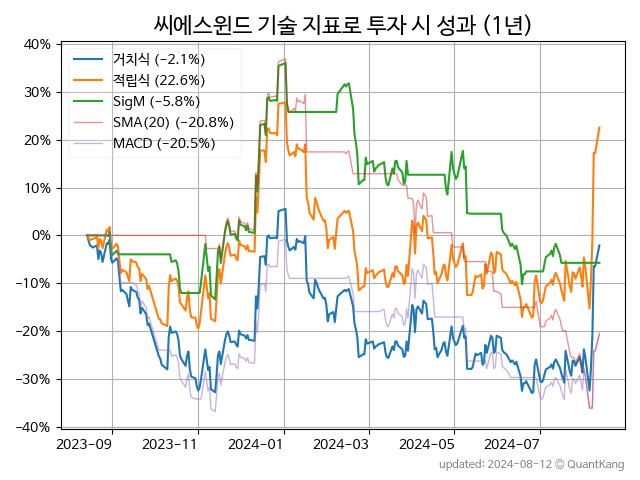 씨에스윈드 기술 지표로 투자 시 성과 (1년)
40%
30%
20%
10%
0%
−10%
−20%
−30%
−40%
거치식 (−2.1%)
적립식 (22.6%)
SigM (−5.8%)
SMA(20) (−20.8%)
MACD (−20.5%)
2023-09
2023-11
2024-01
2024-03
2024-05
2024-07
updated: 2024-08-12 © QuantKang